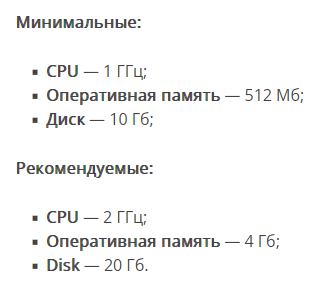 Минимальные:
▪ CPU — 1 ГГц;
▪ Оперативная память — 512 Мб;
▪ Диск — 10 Гб;
Рекомендуемые:
▪ CPU — 2 ГГц;
▪ Оперативная память — 4 Гб;
▪ Disk — 20 Гб.